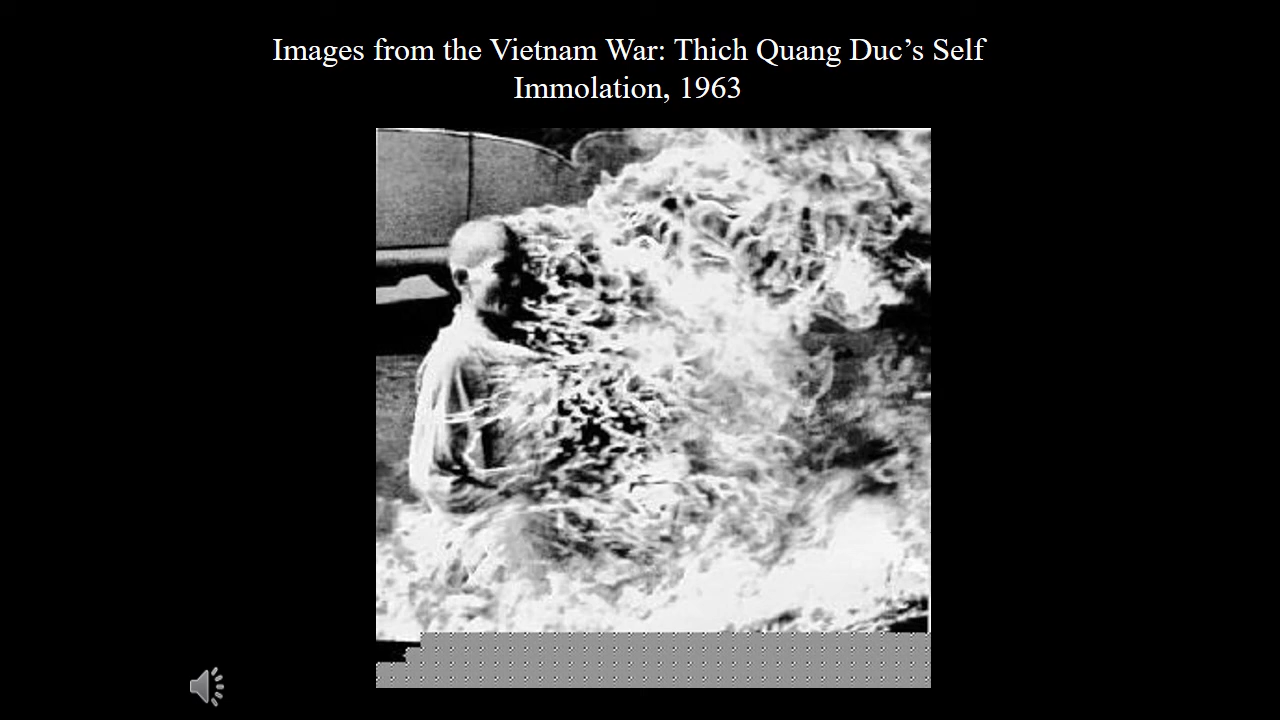 Images from the Vietnam War: Thich Quang Duc’s Self
Immolation, 1963